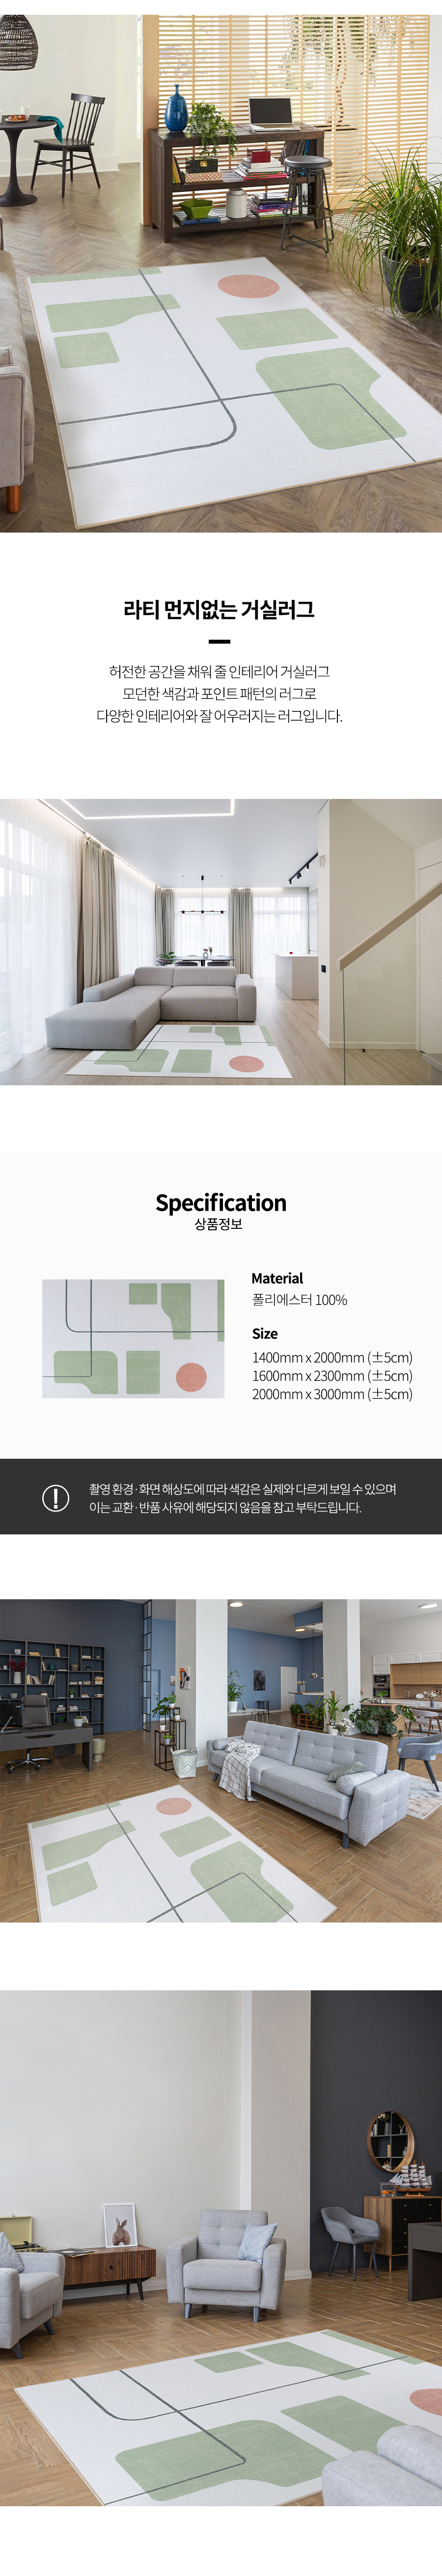 라티 먼지없는 거실러그
허전한 공간을 채워 줄 인테리어 거실러그
모던한 색감과 포인트 패턴의 러그로
다양한 인테리어와 잘 어우러지는 러그입니다.
Specification
상품정보
Material
폴리에스터 100%
Size
1400mm x 2000mm (±5cm)
1600mm x 2300mm (±5cm)
2000mm x 3000mm (±5cm)
촬영 환경·화면 해상도에 따라 색감은 실제와 다르게 보일 수 있으며
이는 교환·반품 사유에 해당되지 않음을 참고 부탁드립니다.